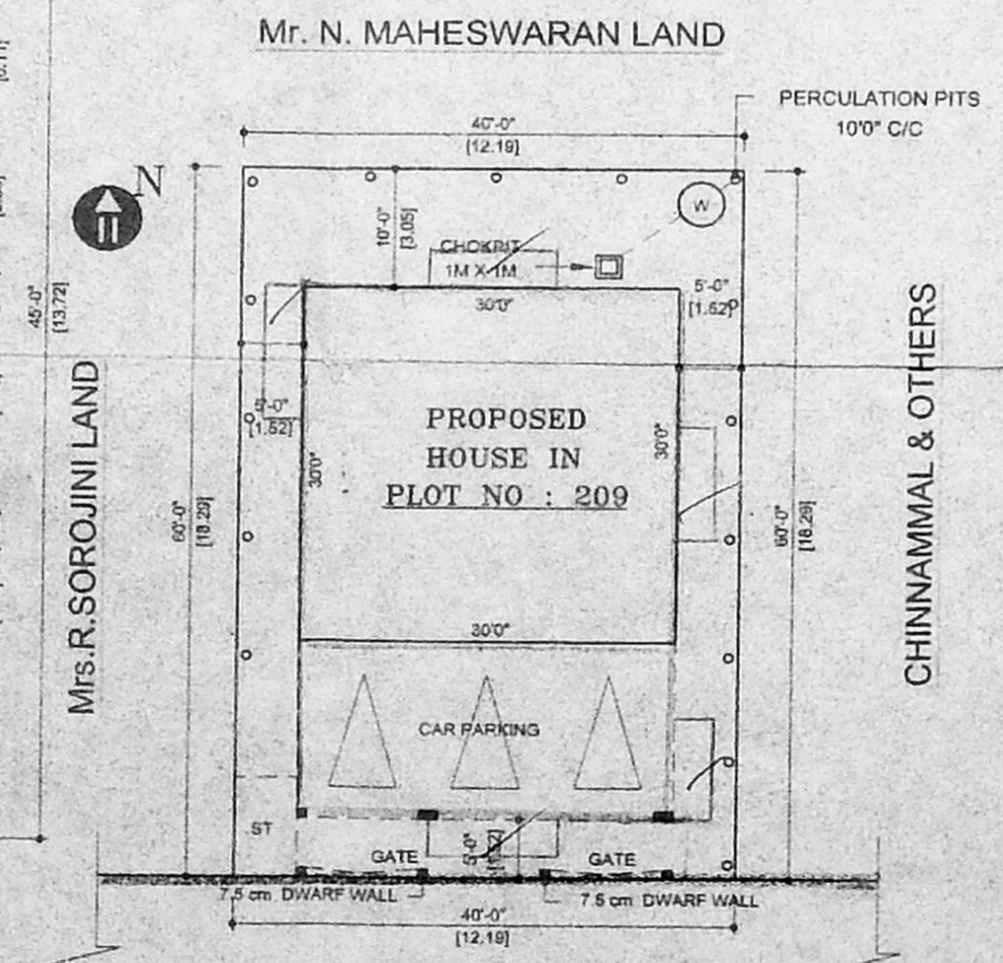 Mr. N. MAHESWARAN LAND
PERCULATION PITS
10'0" C/C
40'-0"
[12.19]
N
W
10'-0"
[3.05]
CHOKPIT
1M X 1M
30'0"
5'-0"
[1.52]
45'-0"
[13.72]
5'-0"
[1.52]
PROPOSED
HOUSE IN
PLOT NO : 209
30'0"
30'0"
Mrs.R.SOROJINI LAND
CHINNAMMAL & OTHERS
60'-0"
[18.29]
60'-0"
[18.29]
30'0"
CAR PARKING
ST
GATE
5'-0"
GATE
7.5 cm DWARF WALL
7.5 cm DWARF WALL
40'-0"
[12.19]